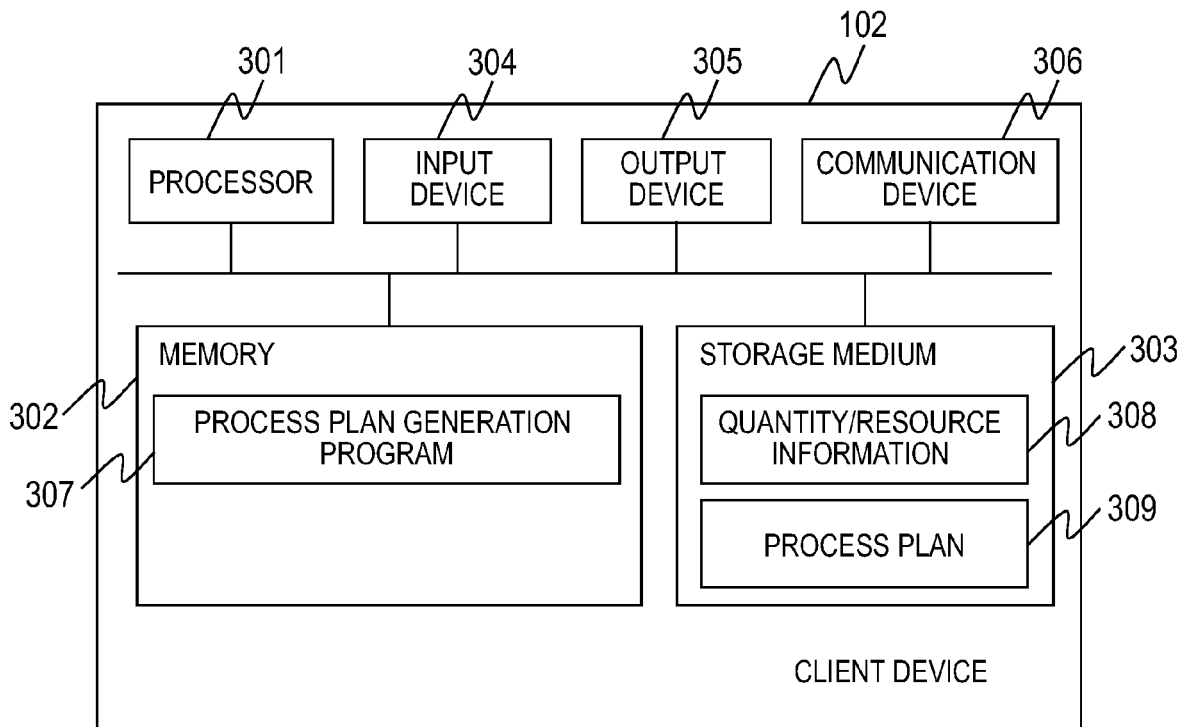 102
301
304
305
306
PROCESSOR
INPUT
DEVICE
OUTPUT
DEVICE
COMMUNICATION
DEVICE
MEMORY
302
PROCESS PLAN GENERATION
PROGRAM
307
STORAGE MEDIUM
303
QUANTITY/RESOURCE
INFORMATION
308
PROCESS PLAN
309
CLIENT DEVICE